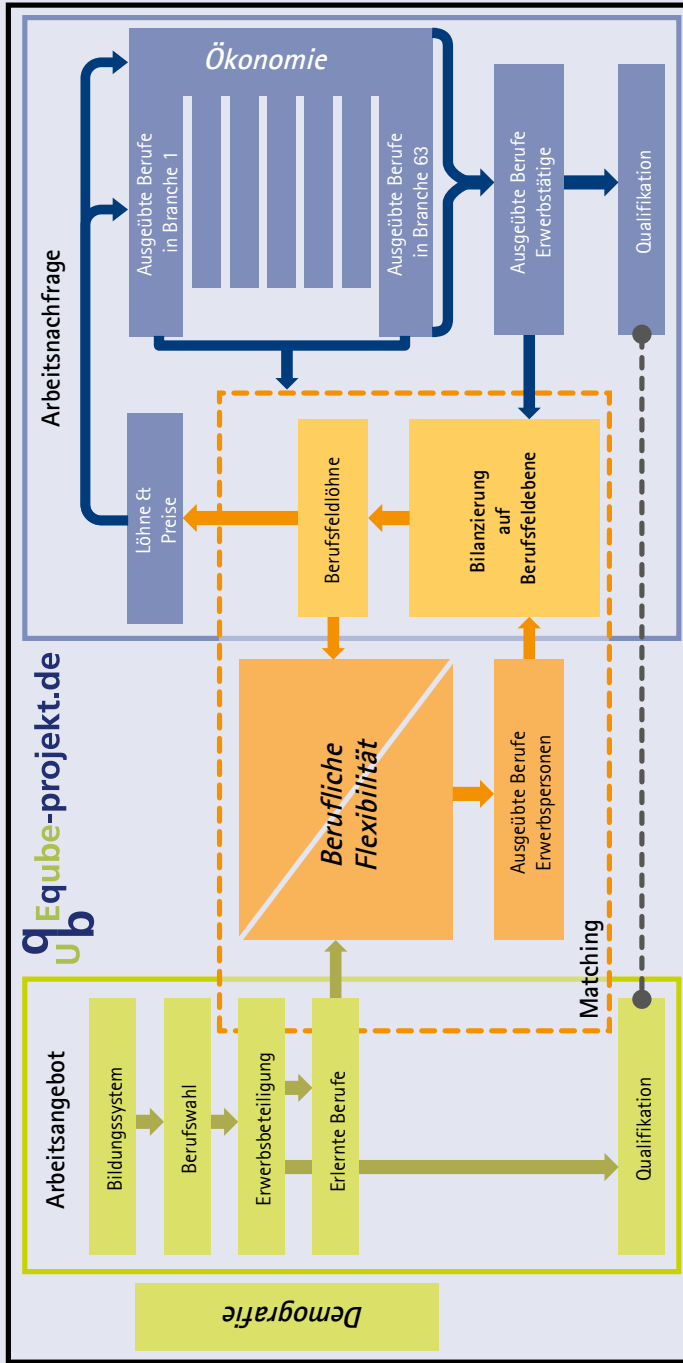 Demografie
Arbeitsangebot
Bildungssystem
Berufswahl
Erwerbsbeteiligung
Erlernte Berufe
Qualifikation
qube-projekt.de
Matching
Berufliche
Flexibilität
Ausgeübte Berufe
Erwerbspersonen
Arbeitsnachfrage
Löhne &
Preise
Berufsfeldlöhne
Bilanzierung
auf
Berufsfeldebene
Ökonomie
Ausgeübte Berufe
in Branche 1
Ausgeübte Berufe
in Branche 63
Ausgeübte Berufe
Erwerbstätige
Qualifikation